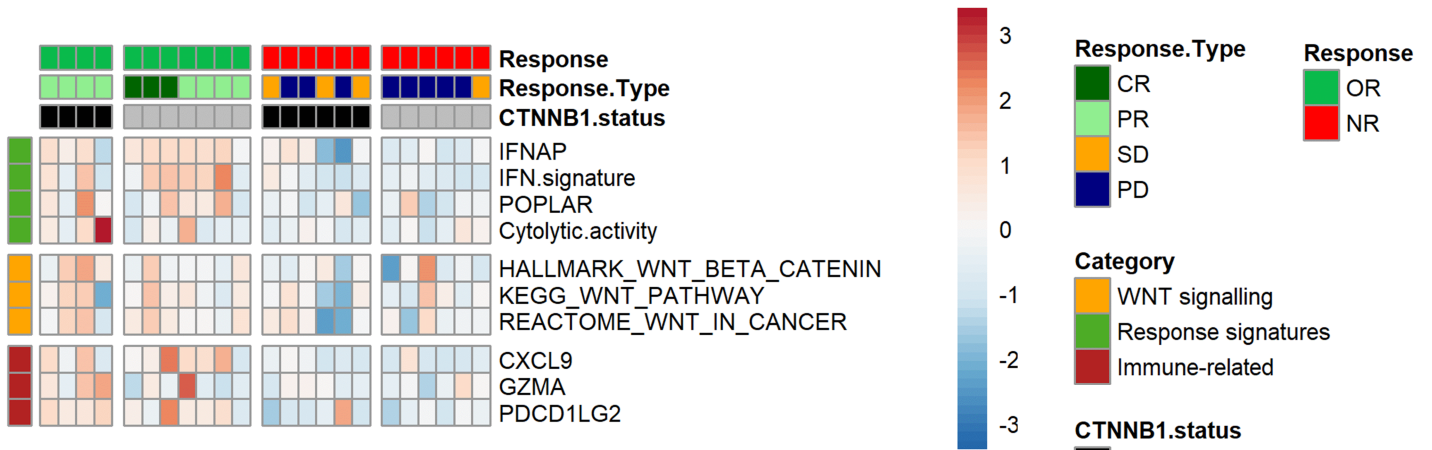 Response
Response.Type
CTNNB1.status
IFNAP
IFN.signature
POPLAR
Cytolytic.activity
HALLMARK_WNT_BETA_CATENIN
KEGG_WNT_PATHWAY
REACTOME_WNT_IN_CANCER
CXCL9
GZMA
PDCD1LG2
3
2
1
0
-1
-2
-3
Response.Type
CR
PR
SD
PD
Response
OR
NR
Category
WNT signalling
Response signatures
Immune-related
CTNNB1.status